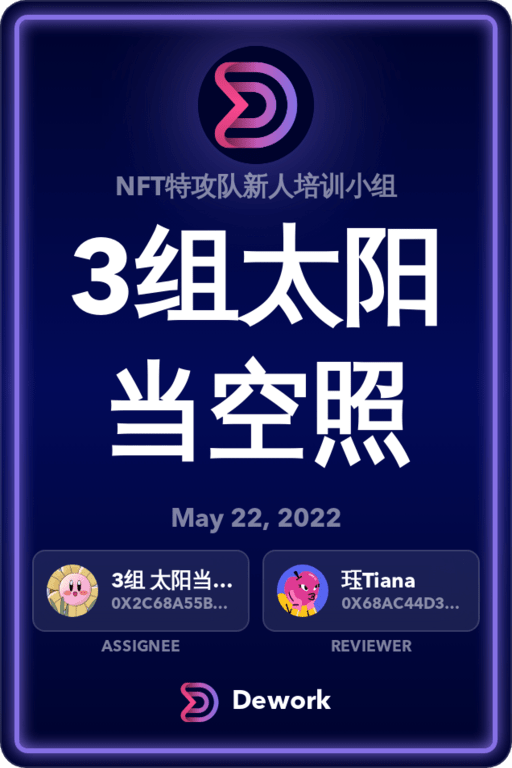 NFT特攻队新人培训小组
3组太阳
当空照
May 22, 2022
3组 太阳当...
0X2C68A55B...
ASSIGNEE
珏Tiana
0X68AC44D3...
REVIEWER
Dework